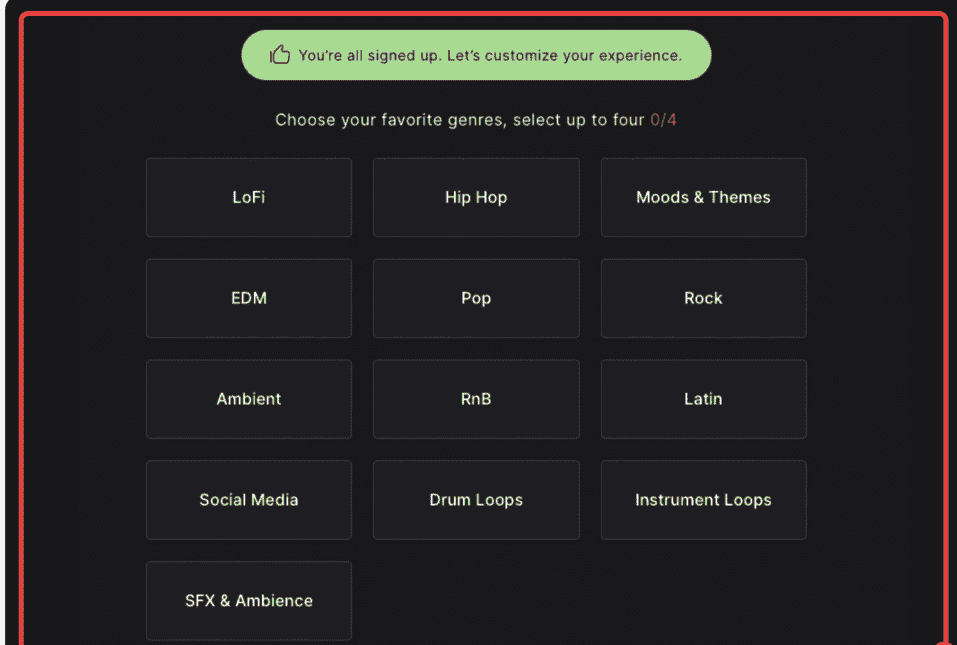 You’re all signed up. Let’s customize your experience.
Choose your favorite genres, select up to four 0/4
LoFi
Hip Hop
Moods & Themes
EDM
Pop
Rock
Ambient
RnB
Latin
Social Media
Drum Loops
Instrument Loops
SFX & Ambience